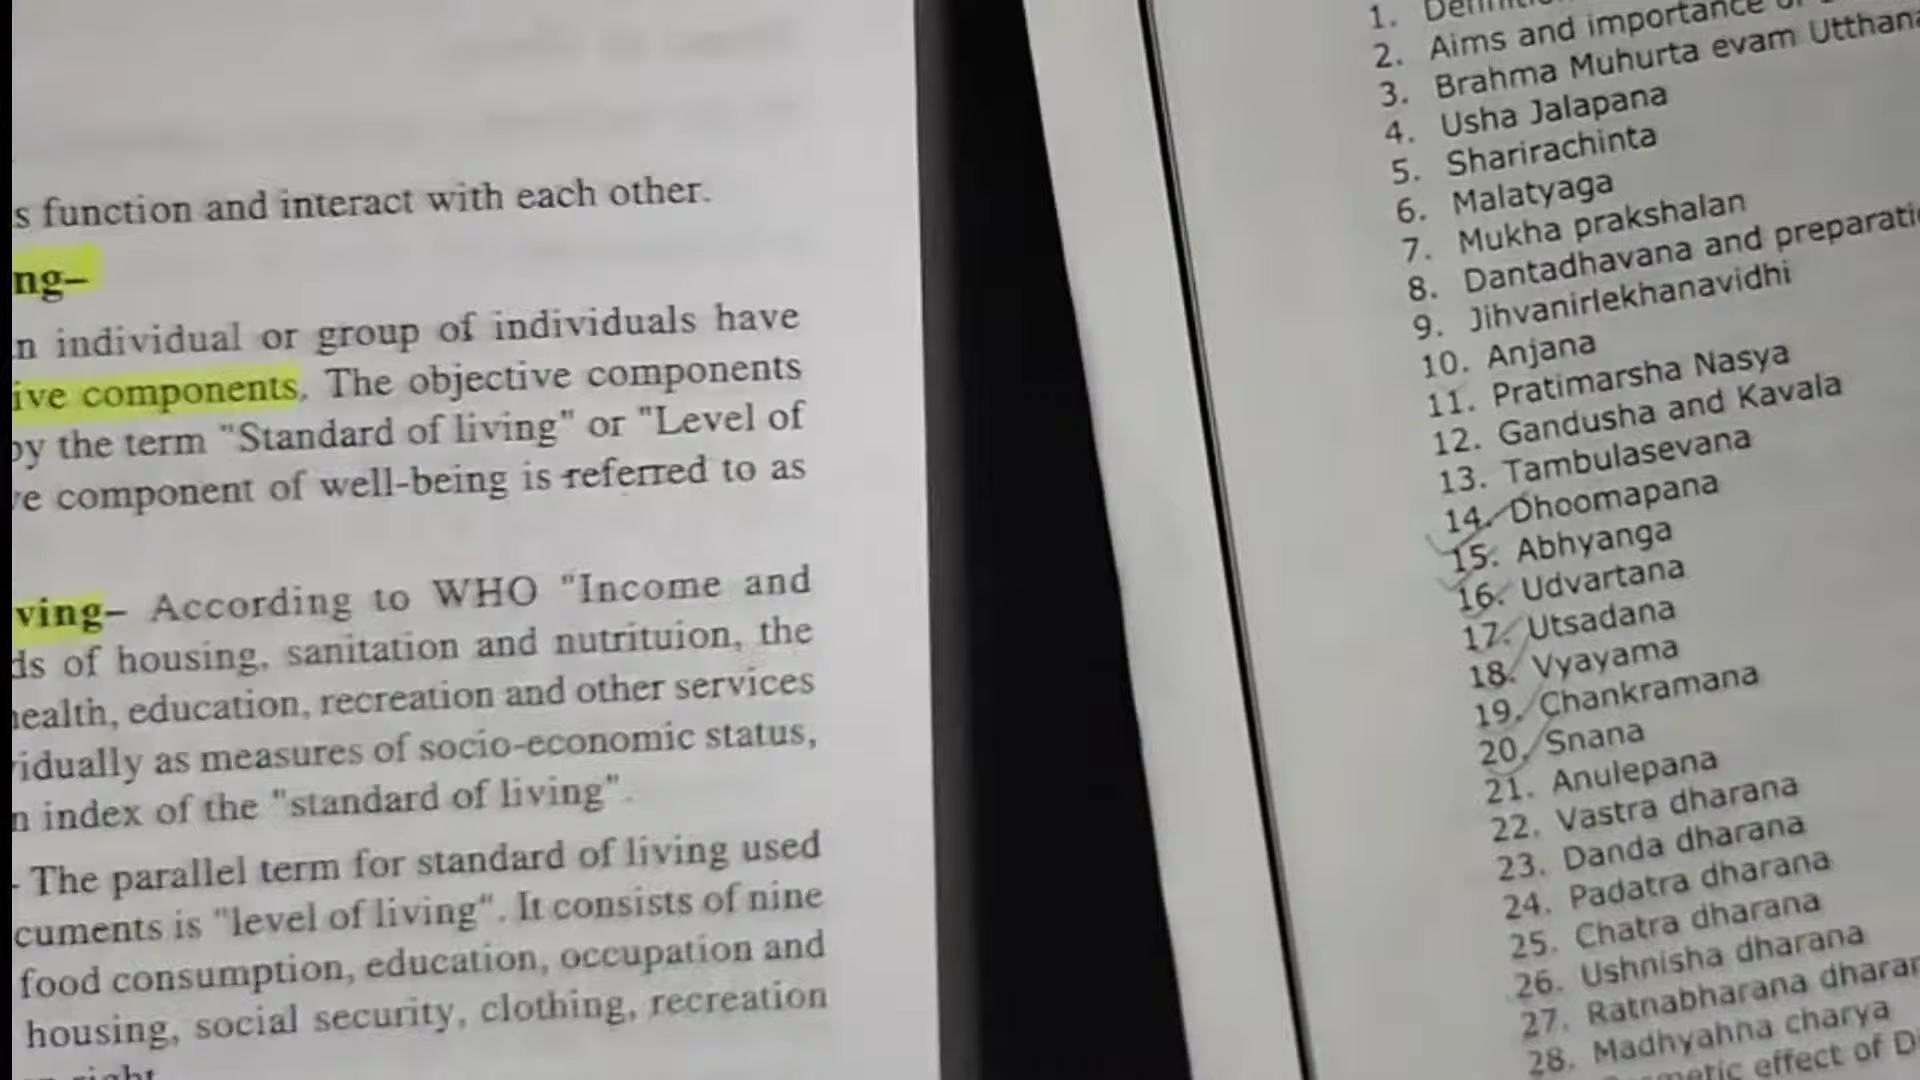 s function and interact with each other.
ng–
n individual or group of individuals have
ive components. The objective components
by the term "Standard of living" or "Level of
e component of well-being is referred to as
ving– According to WHO "Income and
ds of housing, sanitation and nutrituion, the
health, education, recreation and other services
idually as measures of socio-economic status,
n index of the "standard of living".
- The parallel term for standard of living used
cuments is "level of living". It consists of nine
food consumption, education, occupation and
housing, social security, clothing, recreation
right
1.
2. Aims and importance
3. Brahma Muhurta evam Utthana
4. Usha Jalapana
5. Sharirachinta
6. Malatyaga
7. Mukha prakshalan
8. Dantadhavana and preparati
9. Jihvanirlekhanavidhi
10. Anjana
11. Pratimarsha Nasya
12. Gandusha and Kavala
13. Tambulasevana
14. Dhoomapana
15. Abhyanga
16. Udvartana
17. Utsadana
18. Vyayama
19. Chankramana
20. Snana
21. Anulepana
22. Vastra dharana
23. Danda dharana
24. Padatra dharana
25. Chatra dharana
26. Ushnisha dharana
27. Ratnabharana dharan
28. Madhyahna charya
effect of D